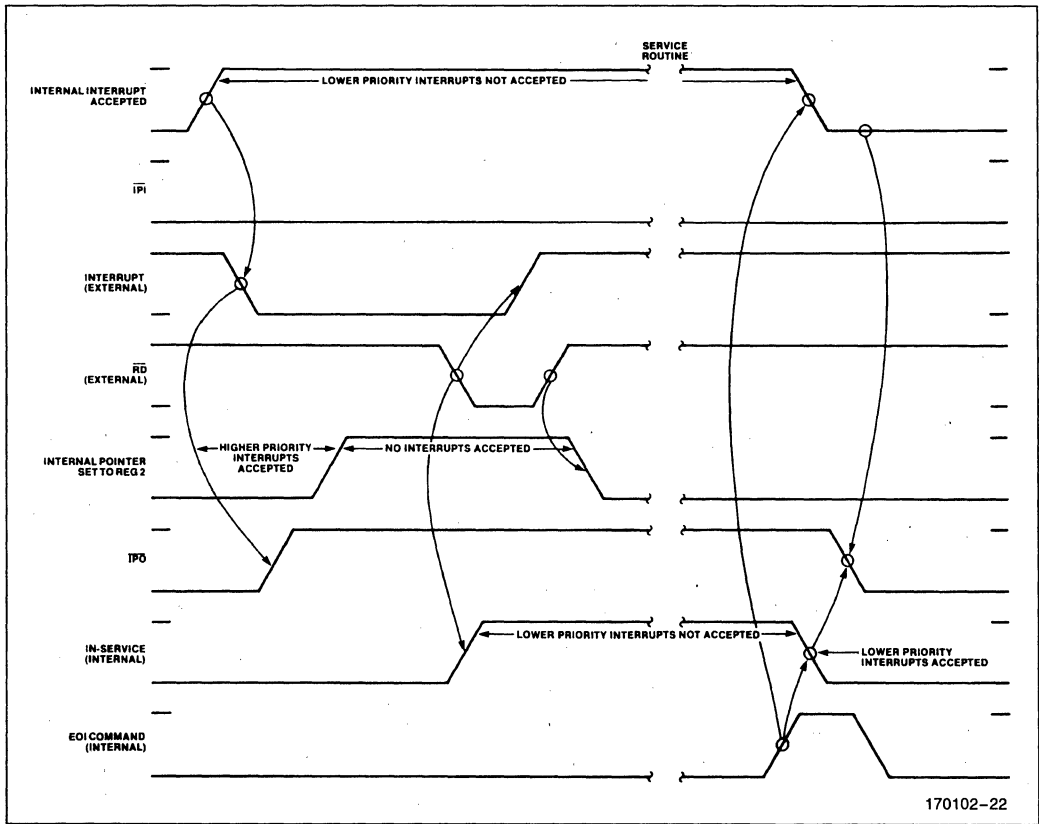 SERVICE
ROUTINE
LOWER PRIORITY INTERRUPTS NOT ACCEPTED
INTERNAL INTERRUPT
ACCEPTED
IPI
INTERRUPT
(EXTERNAL)
RD
(EXTERNAL)
HIGHER PRIORITY
INTERRUPTS
ACCEPTED
NO INTERRUPTS ACCEPTED
INTERNAL POINTER
SET TO REG 2
IPO
LOWER PRIORITY INTERRUPTS NOT ACCEPTED
IN-SERVICE
(INTERNAL)
LOWER PRIORITY
INTERRUPTS ACCEPTED
EOI COMMAND
(INTERNAL)
170102-22